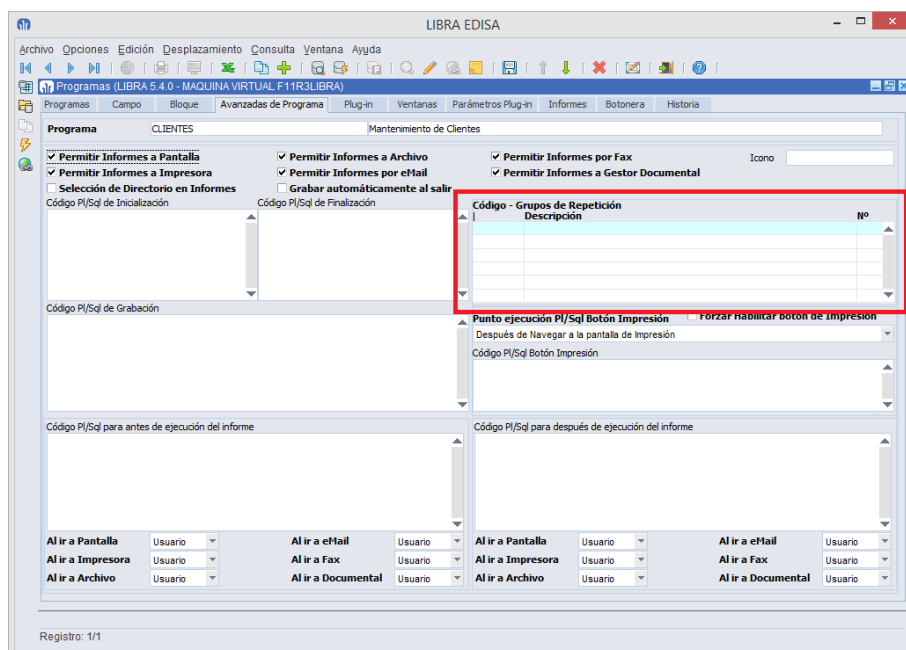 LIBRA EDISA
Archivo Opciones Edición Desplazamiento Consulta Ventana Ayuda
Programas (LIBRA 5.4.0 - MAQUINA VIRTUAL F11R3LIBRA)
Programas Campo Bloque Avanzadas de Programa Plug-in Ventanas Parámetros Plug-in Informes Botonera Historia
Programa CLIENTES Mantenimiento de Clientes
Permitir Informes a Pantalla Permitir Informes a Archivo Permitir Informes por Fax Icono
Permitir Informes a Impresora Permitir Informes por eMail Permitir Informes a Gestor Documental
Selección de Directorio en Informes Grabar automáticamente al salir
Código Pl/Sql de Inicialización Código Pl/Sql de Finalización Código - Grupos de Repetición
Descripción Nº
Código Pl/Sql de Grabación
Punto ejecución Pl/Sql Botón Impresión Forzar Habilitar botón de Impresión
Después de Navegar a la pantalla de Impresión
Código Pl/Sql Botón Impresión
Código Pl/Sql para antes de ejecución del informe Código Pl/Sql para después de ejecución del informe
Al ir a Pantalla Usuario Al ir a eMail Usuario Al ir a Pantalla Usuario Al ir a eMail Usuario
Al ir a Impresora Usuario Al ir a Fax Usuario Al ir a Impresora Usuario Al ir a Fax Usuario
Al ir a Archivo Usuario Al ir a Documental Usuario Al ir a Archivo Usuario Al ir a Documental Usuario
Registro: 1/1